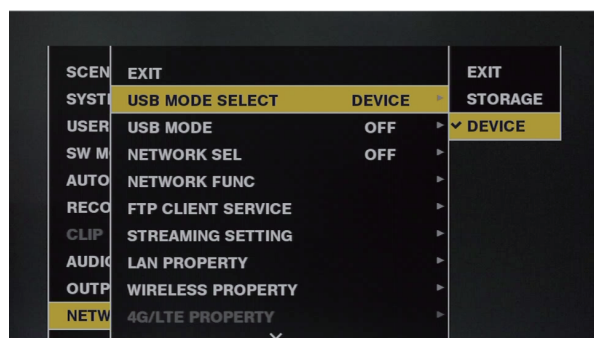 SCEN
SYST
USER
SW M
AUTO
RECO
CLIP
AUDIO
OUTP
NETW
EXIT
USB MODE SELECT DEVICE
USB MODE OFF
NETWORK SEL OFF
NETWORK FUNC
FTP CLIENT SERVICE
STREAMING SETTING
LAN PROPERTY
WIRELESS PROPERTY
4G/LTE PROPERTY
EXIT
STORAGE
DEVICE